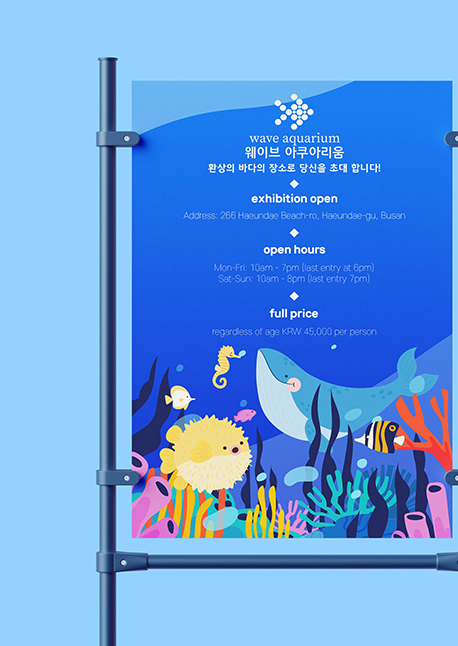 wave aquarium
웨이브 아쿠아리움
환상의 바다의 장소로 당신을 초대 합니다!
exhibition open
Address: 266 Haeundae Beach-ro, Haeundae-gu, Busan
open hours
Mon-Fri: 10am - 7pm (last entry at 6pm)
Sat-Sun: 10am - 8pm (last entry 7pm)
full price
regardless of age KRW 45,000 per person